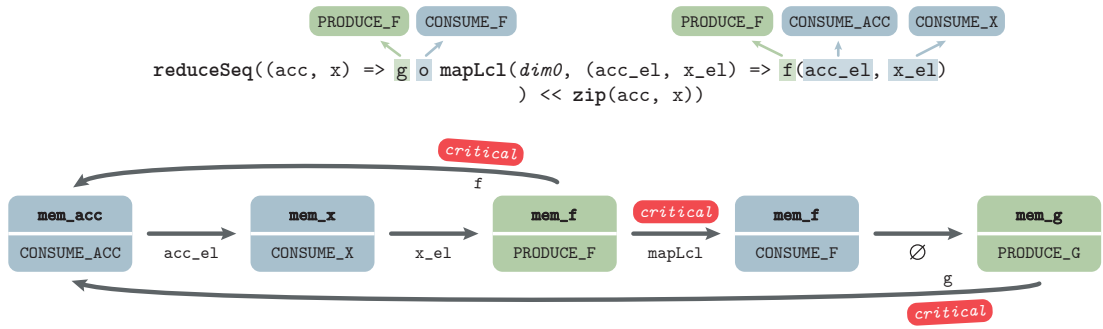 PRODUCE_F CONSUME_F PRODUCE_F CONSUME_ACC CONSUME_X
reduceSeq((acc, x) => g o mapLcl(dim0, (acc_el, x_el) => f(acc_el, x_el)
) << zip(acc, x))
critical
f
mem_acc mem_x mem_f critical mem_f mem_g
CONSUME_ACC acc_el CONSUME_X x_el PRODUCE_F mapLcl CONSUME_F ∅ PRODUCE_G
g
critical